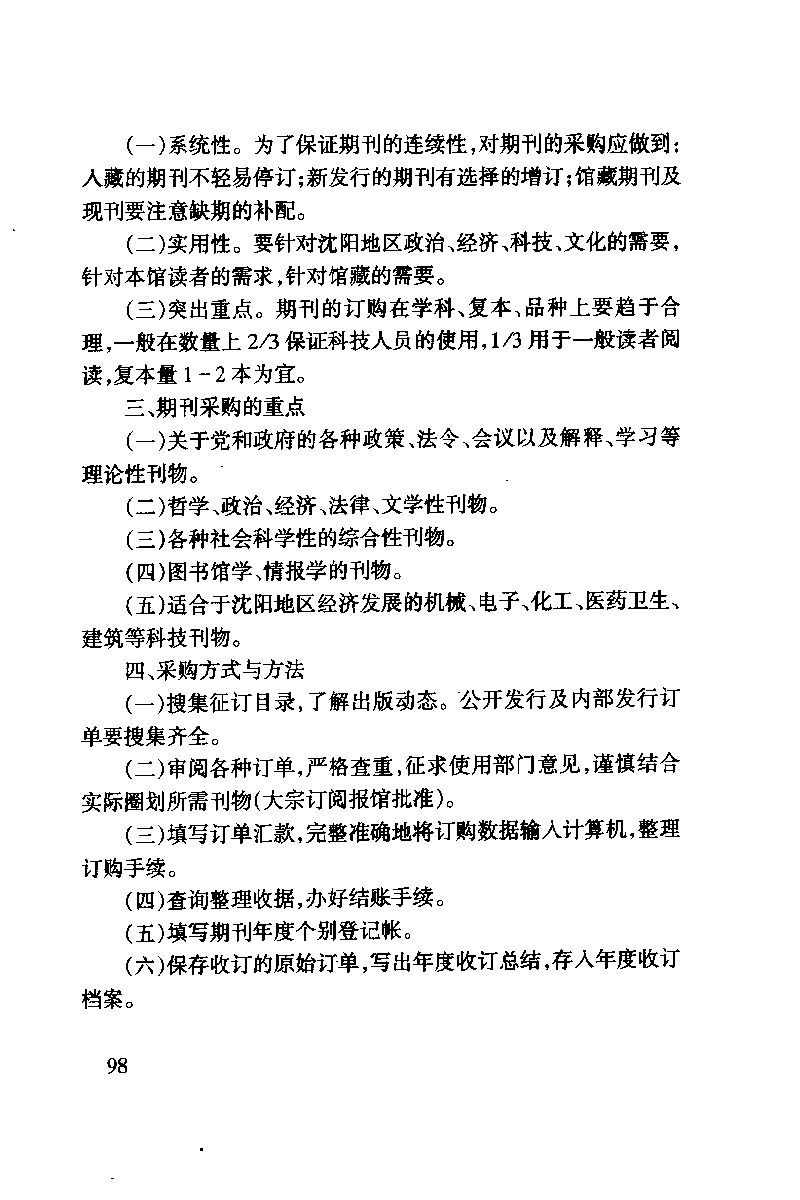 (一)系统性。为了保证期刊的连续性,对期刊的采购应做到:
入藏的期刊不轻易停订;新发行的期刊有选择的增订;馆藏期刊及
现刊要注意缺期的补配。
(二)实用性。要针对沈阳地区政治、经济、科技、文化的需要,
针对本馆读者的需求,针对馆藏的需要。
(三)突出重点。期刊的订购在学科、复本、品种上要趋于合
理,一般在数量上2/3保证科技人员的使用,1/3用于一般读者阅
读,复本量1-2本为宜。
三、期刊采购的重点
(一)关于党和政府的各种政策、法令、会议以及解释、学习等
理论性刊物。
(二)哲学、政治、经济、法律、文学性刊物。
(三)各种社会科学性的综合性刊物。
(四)图书馆学、情报学的刊物。
(五)适合于沈阳地区经济发展的机械、电子、化工、医药卫生、
建筑等科技刊物。
四、采购方式与方法
(一)搜集征订目录,了解出版动态。公开发行及内部发行订
单要搜集齐全。
(二)审阅各种订单,严格查重,征求使用部门意见,谨慎结合
实际圈划所需刊物(大宗订阅报馆批准)。
(三)填写订单汇款,完整准确地将订购数据输入计算机,整理
订购手续。
(四)查询整理收据,办好结账手续。
(五)填写期刊年度个别登记帐。
(六)保存收订的原始订单,写出年度收订总结,存入年度收订
档案。
98